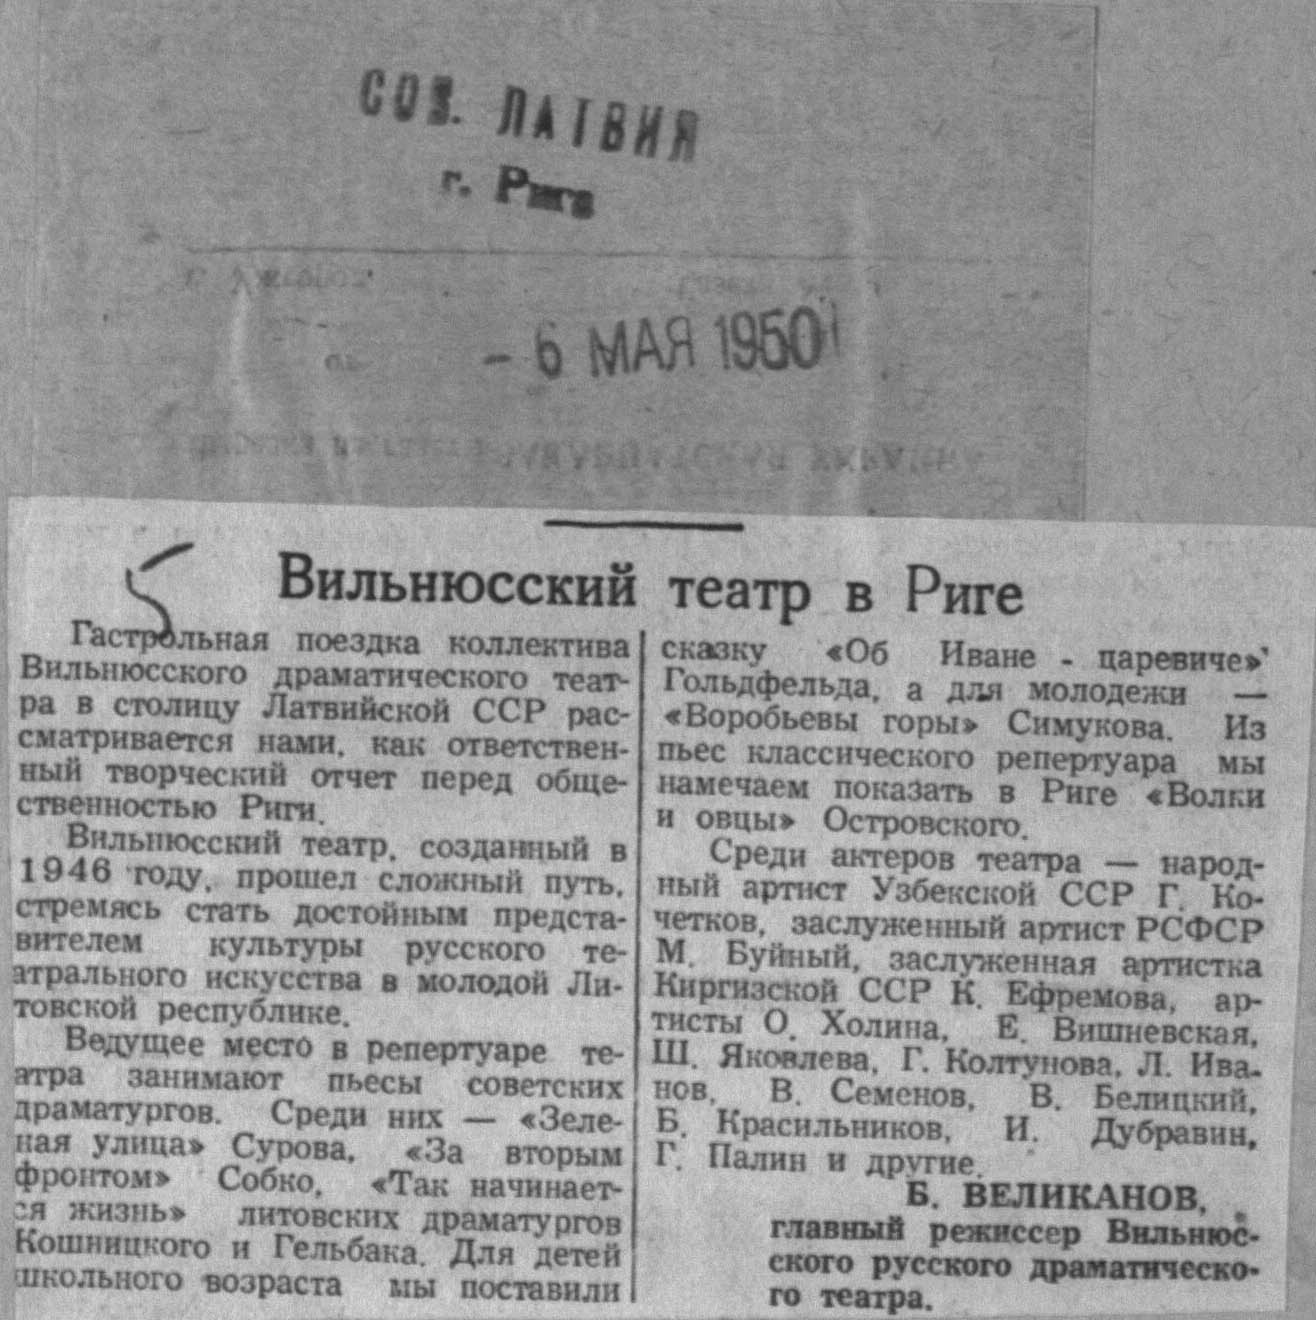 СОВ. ЛАТВИЯ
г. Рига
- 6 МАЯ 1950
Вильнюсский театр в Риге
Гастрольная поездка коллектива
Вильнюсского драматического теат-
ра в столицу Латвийской ССР рас-
сматривается нами, как ответствен-
ный творческий отчет перед обще-
ственностью Риги.
Вильнюсский театр, созданный в
1946 году, прошел сложный путь,
стремясь стать достойным предста-
вителем культуры русского те-
атрального искусства в молодой Ли-
товской республике.
Ведущее место в репертуаре те-
атра занимают пьесы советских
драматургов. Среди них — «Зеле-
ная улица» Сурова, «За вторым
фронтом» Собко, «Так начинает-
ся жизнь» литовских драматургов
Кошницкого и Гельбака. Для детей
школьного возраста мы поставили
сказку «Об Иване - царевиче»
Гольдфельда, а для молодежи —
«Воробьевы горы» Симукова. Из
пьес классического репертуара мы
намечаем показать в Риге «Волки
и овцы» Островского.
Среди актеров театра — народ-
ный артист Узбекской ССР Г. Ко-
четков, заслуженный артист РСФСР
М. Буйный, заслуженная артистка
Киргизской ССР К. Ефремова, ар-
тисты О. Холина, Е. Вишневская,
Ш. Яковлева, Г. Колтунова, Л. Ива-
нов, В. Семенов, В. Белицкий,
Б. Красильников, И. Дубравин,
Г. Палин и другие.
Б. ВЕЛИКАНОВ,
главный режиссер Вильнюс-
ского русского драматическо-
го театра.